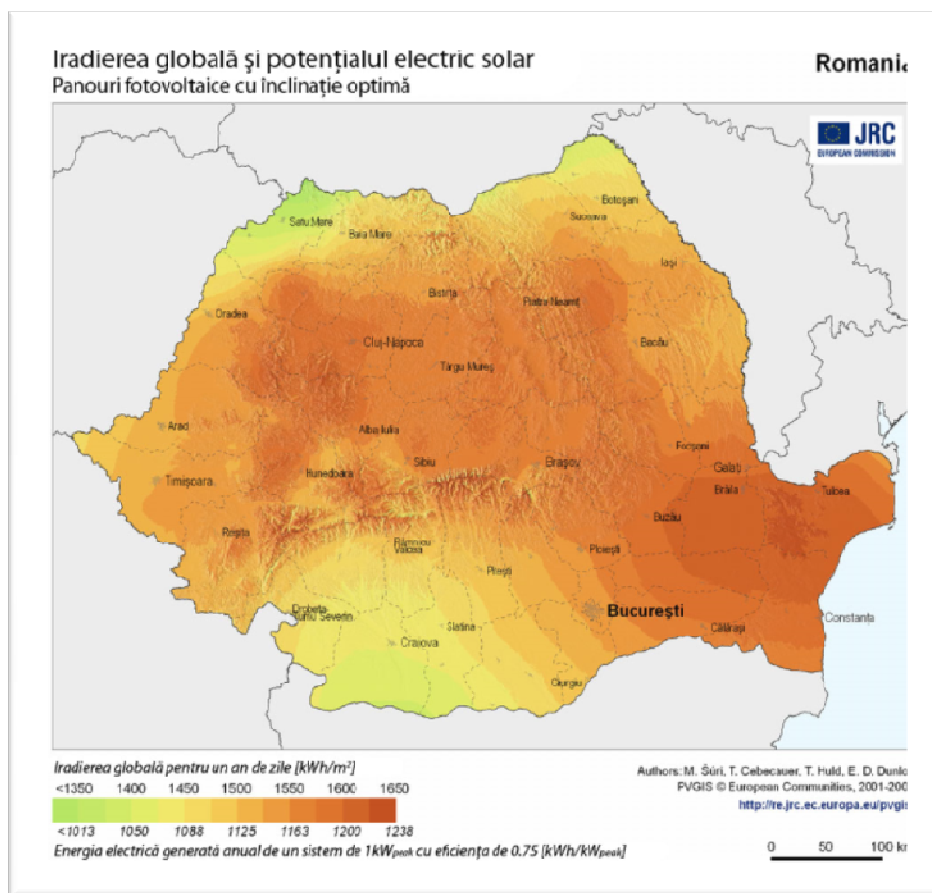 Iradierea globală şi potenţialul electric solar
Panouri fotovoltaice cu înclinaţie optimă
Romani
JRC
EUROPEAN COMMISSION
Botoşani
Satu Mare
Suceava
Baia Mare
Iaşi
Bistriţa
Piatra-Neamţ
Oradea
Cluj-Napoca
Bacău
Târgu Mureş
Arad
Alba Iulia
Focşani
Sibiu
Braşov
Galaţi
Hunedoara
Timişoara
Brăila
Tulcea
Buzău
Reşiţa
Râmnicu
Valcea
Ploieşti
Piteşti
Drobeta
Turnu Severin
Bucureşti
Constanţa
Slatina
Călăraşi
Craiova
Giurgiu
Iradierea globală pentru un an de zile [kWh/m²]
<1350 1400 1450 1500 1550 1600 1650
<1013 1050 1088 1125 1163 1200 1238
Energia electrică generată anual de un sistem de 1kWpeak cu eficienţa de 0.75 [kWh/kWpeak]
Authors: M. Šúri, T. Cebecauer, T. Huld, E. D. Dunlo
PVGIS © European Communities, 2001-200
http://re.jrc.ec.europa.eu/pvgis
0 50 100 k